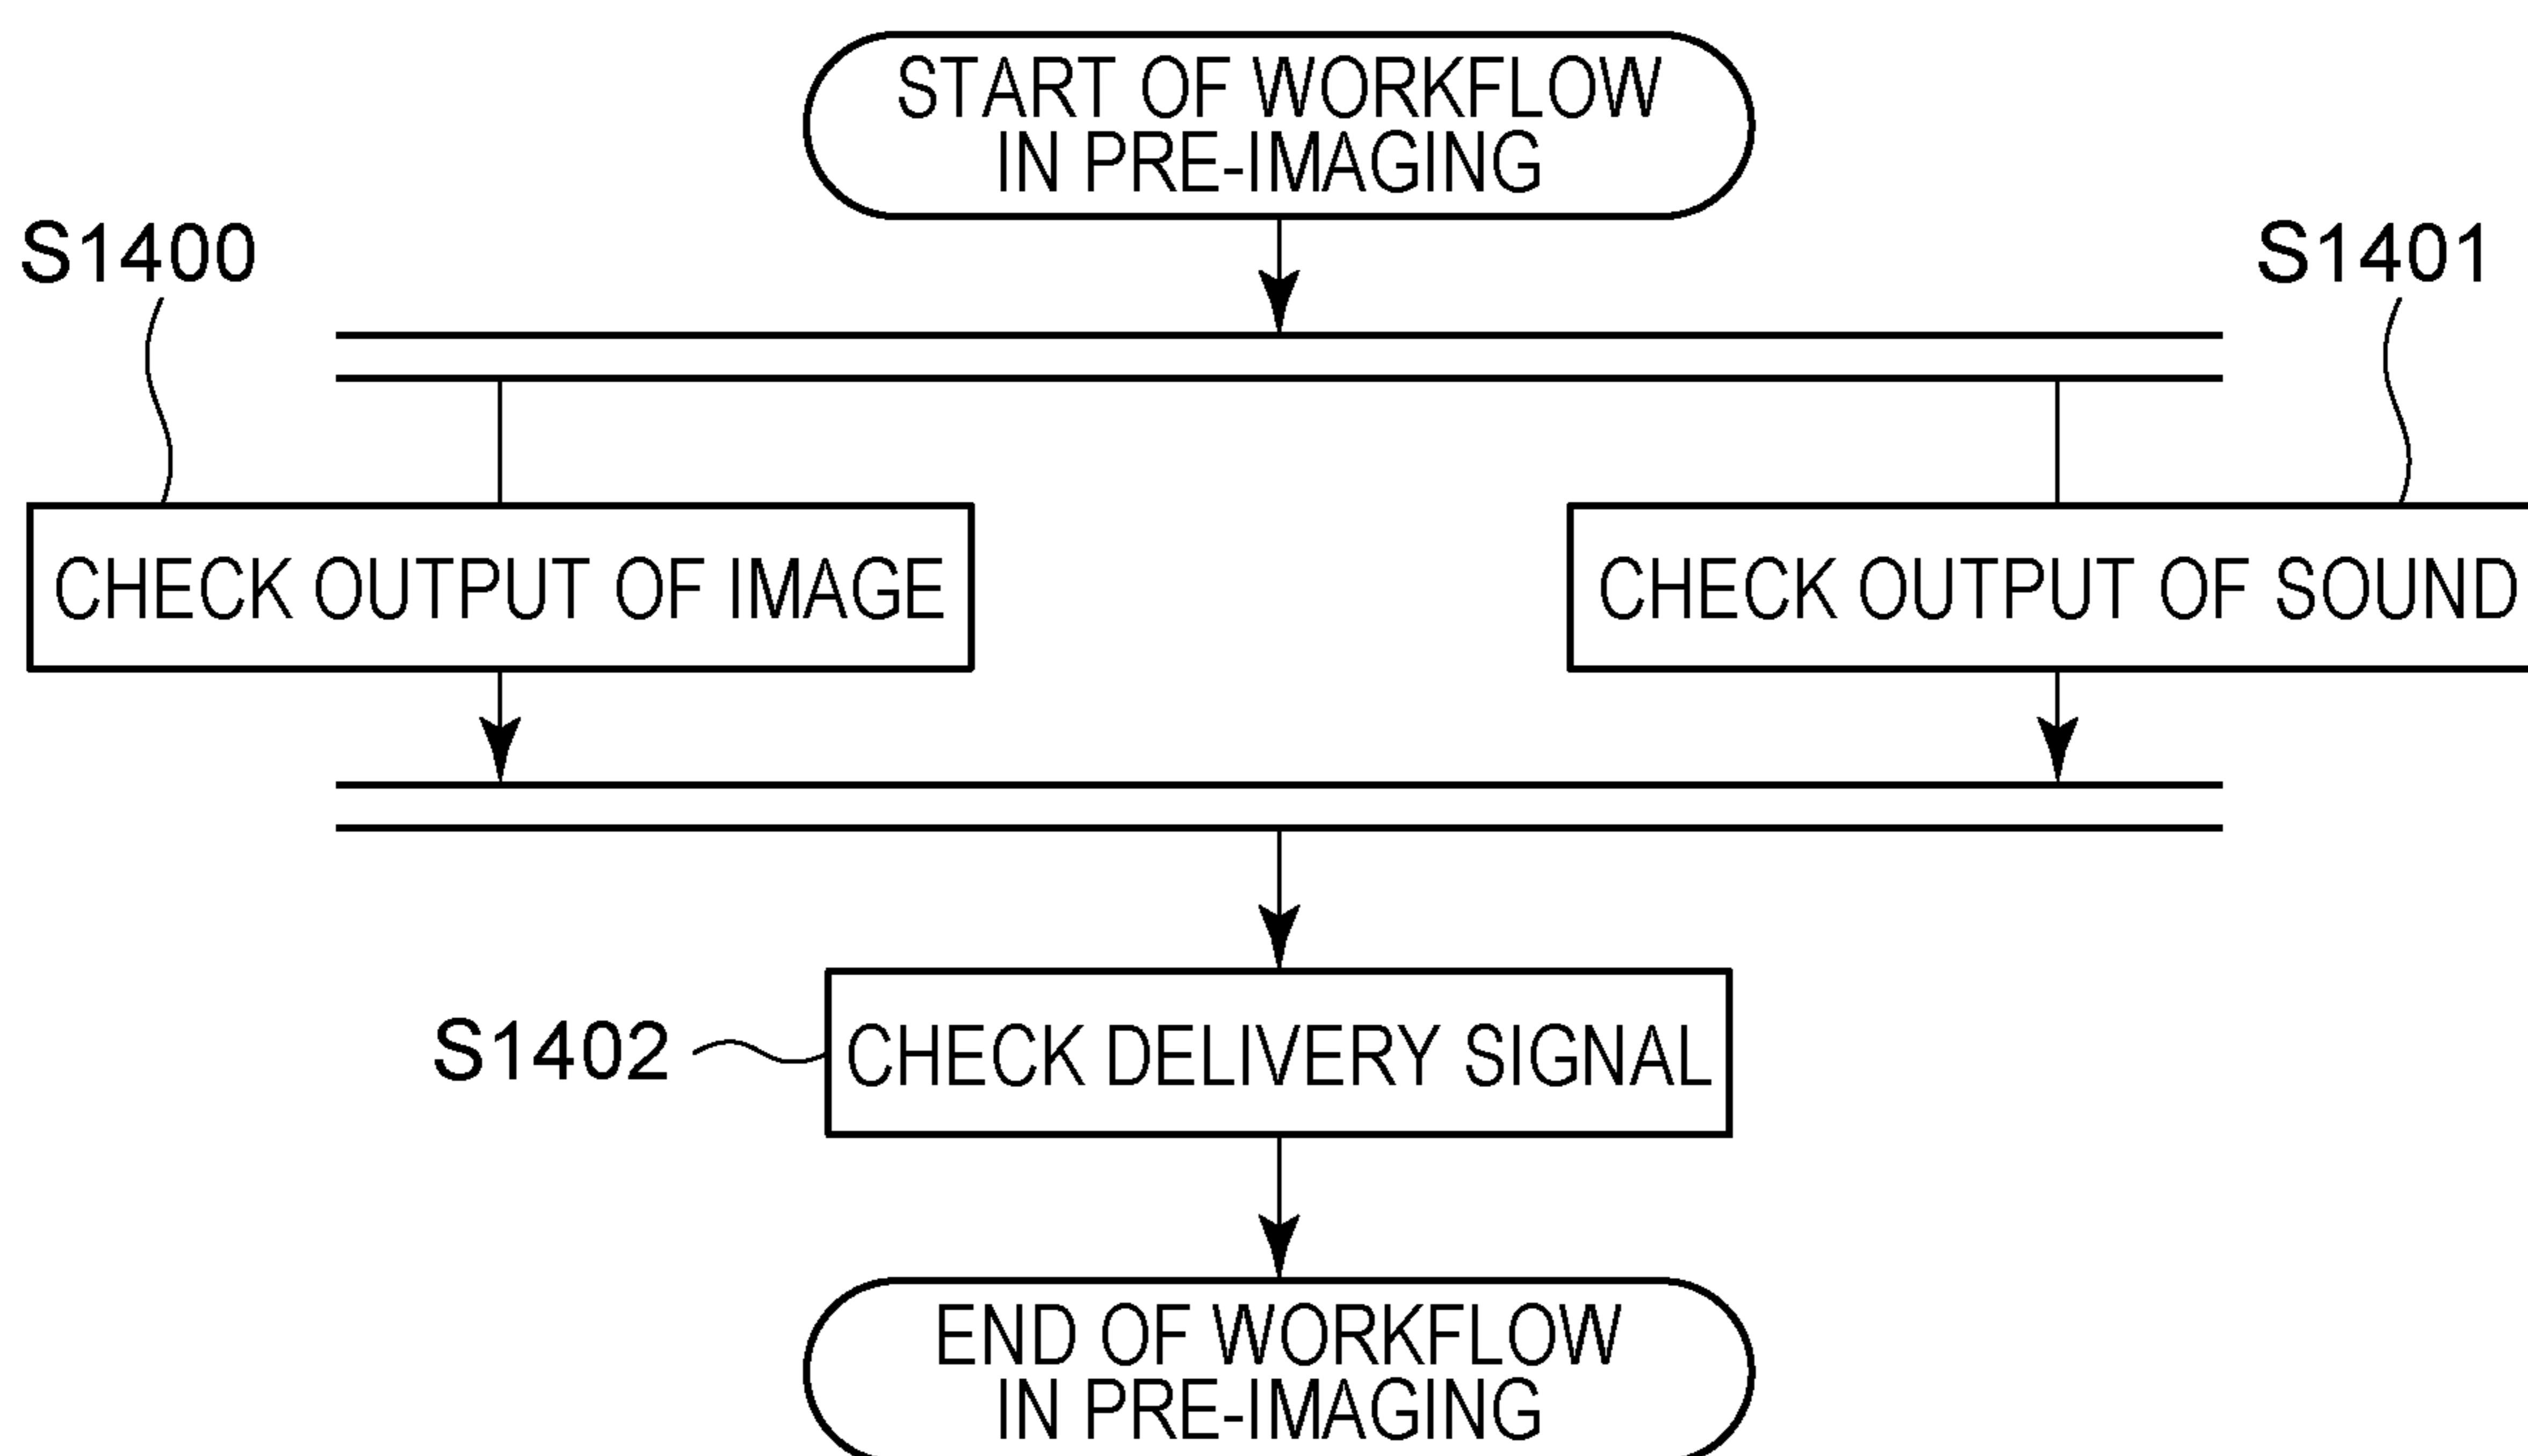 START OF WORKFLOW
IN PRE-IMAGING
S1400
S1401
CHECK OUTPUT OF IMAGE
CHECK OUTPUT OF SOUND
S1402
CHECK DELIVERY SIGNAL
END OF WORKFLOW
IN PRE-IMAGING